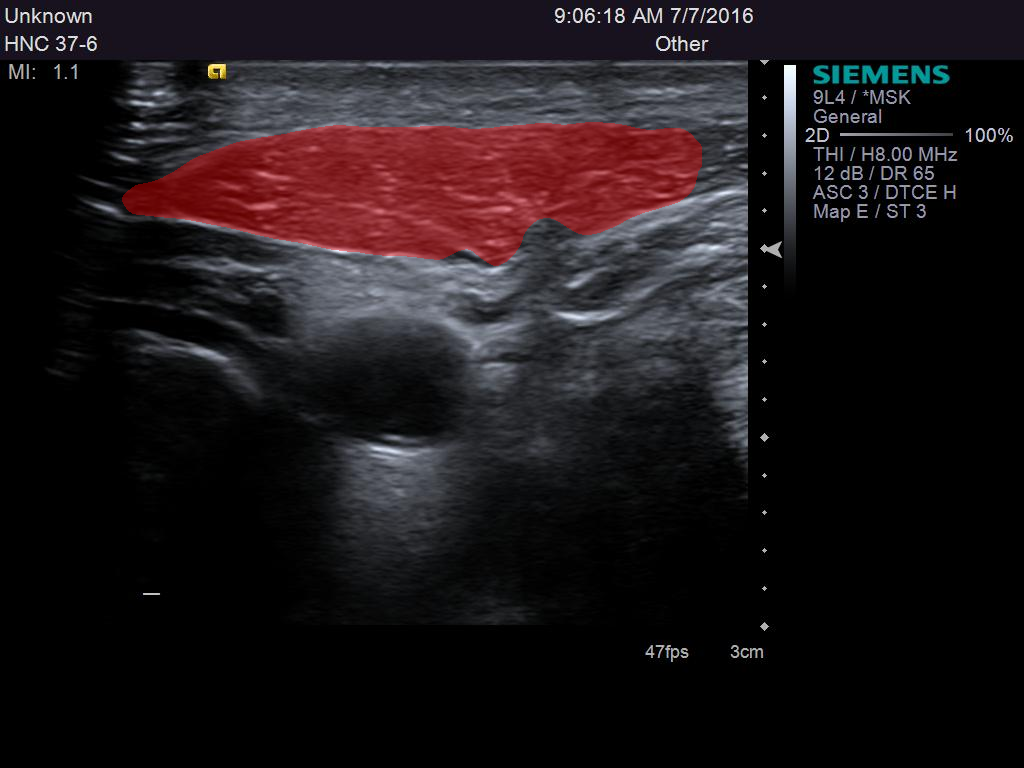 Unknown
9:06:18 AM 7/7/2016
HNC 37-6
Other
MI: 1.1
SIEMENS
9L4 / *MSK
General
2D 100%
THI / H8.00 MHz
12 dB / DR 65
ASC 3 / DTCE H
Map E / ST 3
47fps 3cm